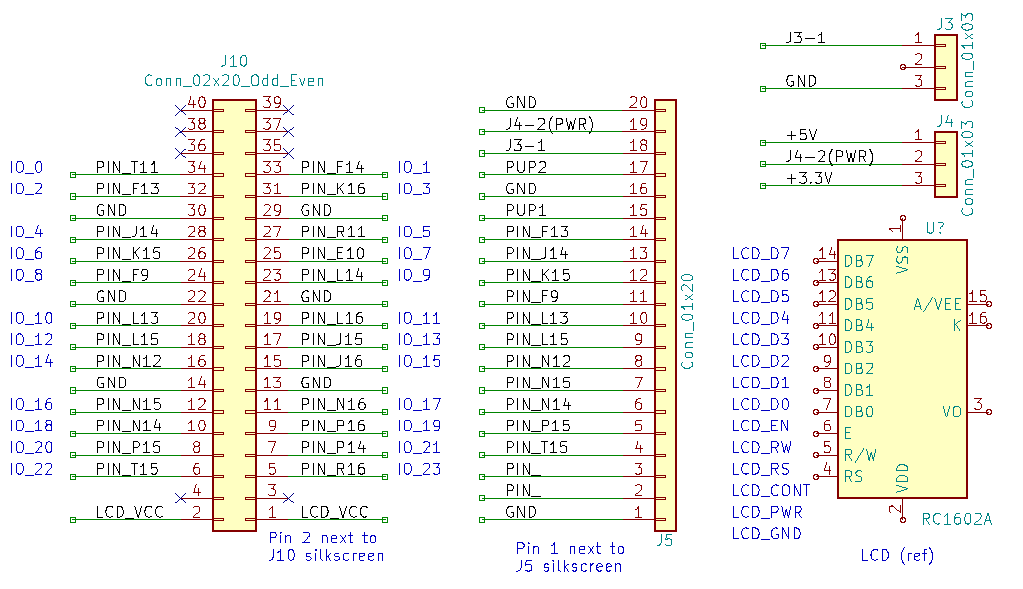 J10
Conn_02x20_Odd_Even
40 39
38 37
36 35
IO_0 PIN_T11 34 33 PIN_F14 IO_1
IO_2 PIN_F13 32 31 PIN_K16 IO_3
GND 30 29 GND
IO_4 PIN_J14 28 27 PIN_R11 IO_5
IO_6 PIN_K15 26 25 PIN_E10 IO_7
IO_8 PIN_F9 24 23 PIN_L14 IO_9
GND 22 21 GND
IO_10 PIN_L13 20 19 PIN_L16 IO_11
IO_12 PIN_L15 18 17 PIN_J15 IO_13
IO_14 PIN_N12 16 15 PIN_J16 IO_15
GND 14 13 GND
IO_16 PIN_N15 12 11 PIN_N16 IO_17
IO_18 PIN_N14 10 9 PIN_P16 IO_19
IO_20 PIN_P15 8 7 PIN_P14 IO_21
IO_22 PIN_T15 6 5 PIN_R16 IO_23
4 3
LCD_VCC 2 1 LCD_VCC
Pin 2 next to
J10 silkscreen
GND 20
J4-2(PWR) 19
J3-1 18
PUP2 17
GND 16
PUP1 15
PIN_F13 14
PIN_J14 13
PIN_K15 12
PIN_F9 11
PIN_L13 10
PIN_L15 9
PIN_N12 8
PIN_N15 7
PIN_N14 6
PIN_P15 5
PIN_T15 4
PIN_ 3
PIN_ 2
GND 1
Conn_01x20
J5
Pin 1 next to
J5 silkscreen
J3
J3-1 1
2
GND 3
Conn_01x03
J4
+5V 1
J4-2(PWR) 2
+3.3V 3
Conn_01x03
U?
1 VSS
LCD_D7 14 DB7
LCD_D6 13 DB6
LCD_D5 12 DB5 A/VEE 15
LCD_D4 11 DB4 K 16
LCD_D3 10 DB3
LCD_D2 9 DB2
LCD_D1 8 DB1
LCD_D0 7 DB0 VO 3
LCD_EN 6 E
LCD_RW 5 R/W
LCD_RS 4 RS
LCD_CONT
LCD_PWR
LCD_GND
2 VDD
RC1602A
LCD (ref)